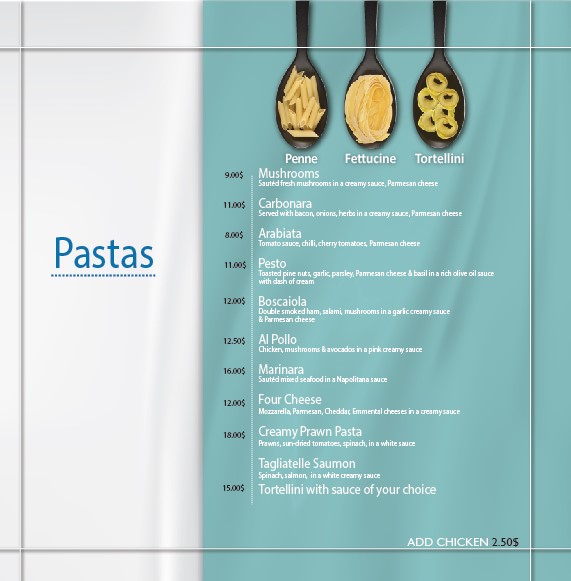 Penne Fettucine Tortellini
Pastas
9.00$ Mushrooms
Sautéd fresh mushrooms in a creamy sauce, Parmesan cheese
11.00$ Carbonara
Served with bacon, onions, herbs in a creamy sauce, Parmesan cheese
8.00$ Arabiata
Tomato sauce, chilli, cherry tomatoes, Parmesan cheese
11.00$ Pesto
Toasted pine nuts, garlic, parsley, Parmesan cheese & basil in a rich olive oil sauce
with dash of cream
12.00$ Boscaiola
Double smoked ham, salami, mushrooms in a garlic creamy sauce
& Parmesan cheese
12.50$ Al Pollo
Chicken, mushrooms & avocados in a pink creamy sauce
16.00$ Marinara
Sautéd mixed seafood in a Napolitana sauce
12.00$ Four Cheese
Mozzarella, Parmesan, Cheddar, Emmental cheeses in a creamy sauce
18.00$ Creamy Prawn Pasta
Prawns, sun-dried tomatoes, spinach, in a white sauce
Tagliatelle Saumon
Spinach, salmon, in a white creamy sauce
15.00$ Tortellini with sauce of your choice
ADD CHICKEN 2.50$